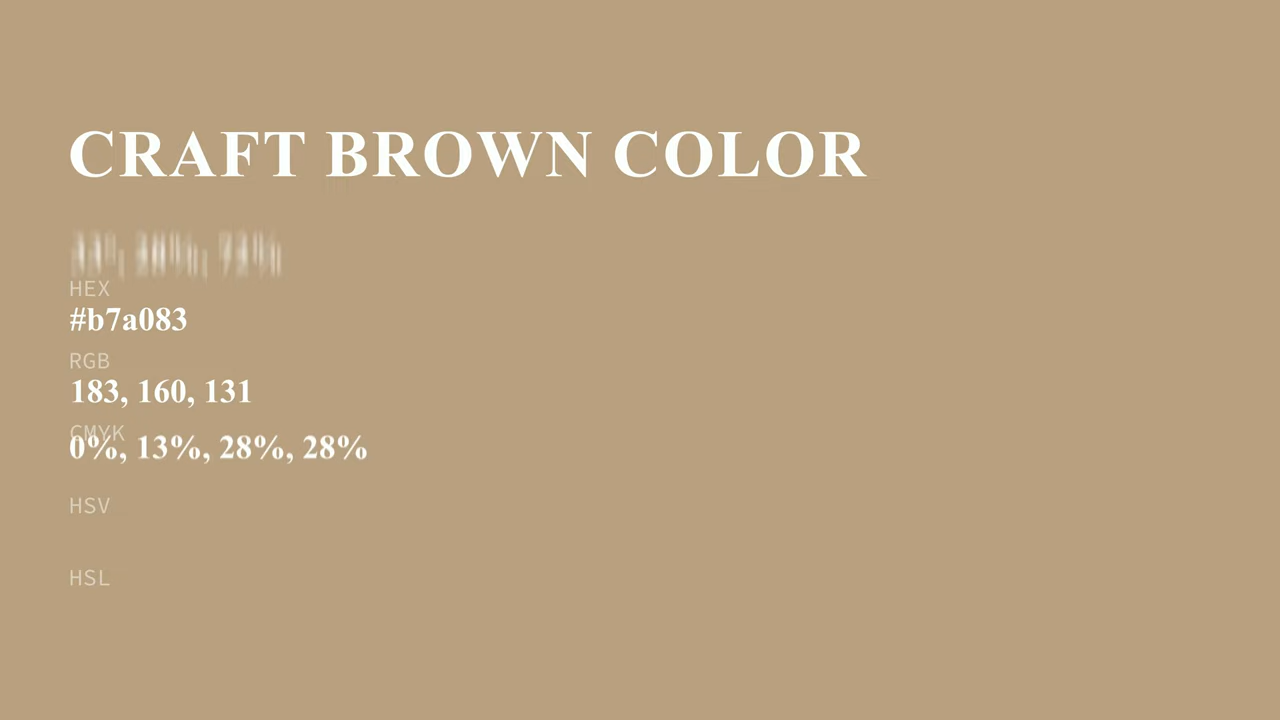 CRAFT BROWN COLOR
HEX
#b7a083
RGB
183, 160, 131
CMYK
0%, 13%, 28%, 28%
HSV
HSL